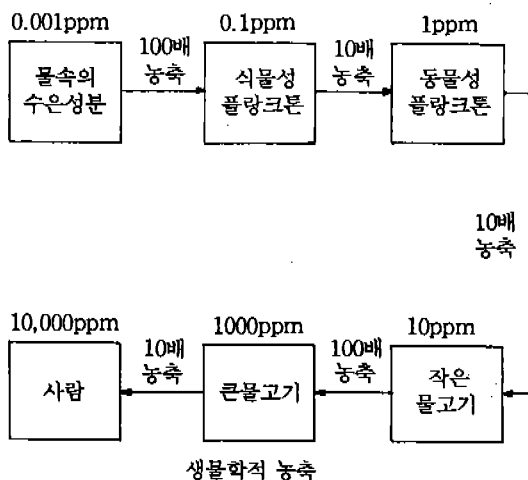 0.001ppm
100배
농축
0.1ppm
10배
농축
1ppm
물속의
수은성분
식물성
플랑크톤
동물성
플랑크톤
10배
농축
10,000ppm
10배
농축
1000ppm
100배
농축
10ppm
사람
큰물고기
작은
물고기
생물학적 농축